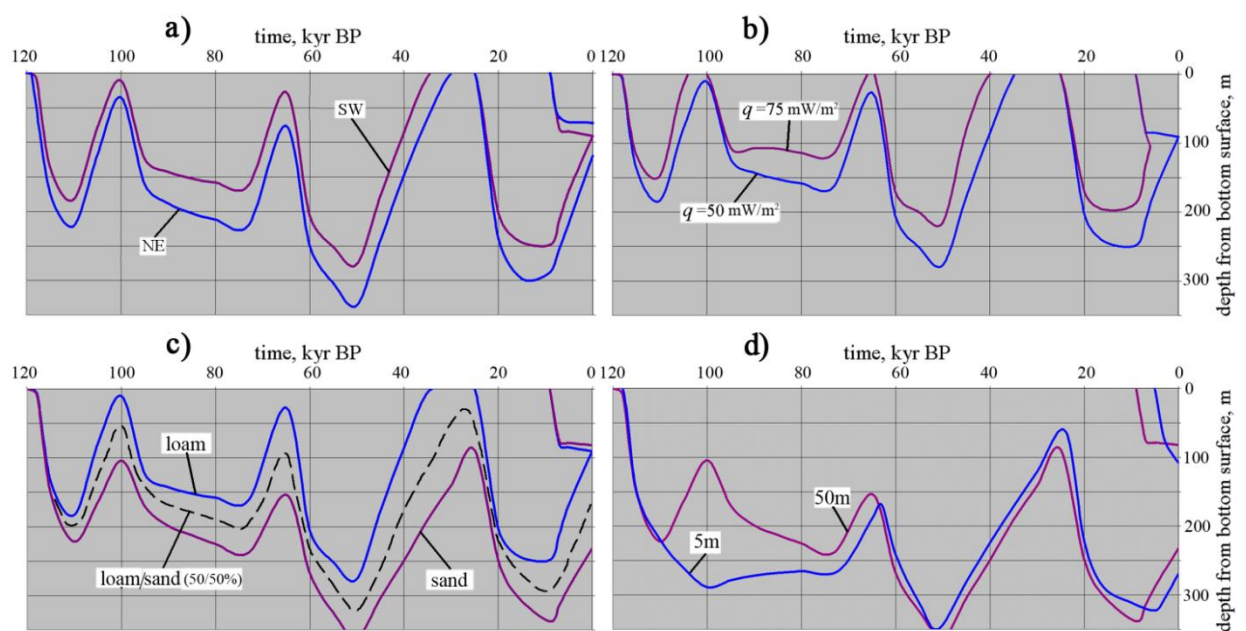 a)
time, kyr BP
120 100 80 60 40 20 0
SW
NE
b)
time, kyr BP
120 100 80 60 40 20 0
q =75 mW/m²
q =50 mW/m²
0
100
200
300
depth from bottom surface, m
c)
time, kyr BP
120 100 80 60 40 20 0
loam
loam/sand (50/50%)
sand
d)
time, kyr BP
120 100 80 60 40 20 0
50m
5m
0
100
200
300
depth from bottom surface, m